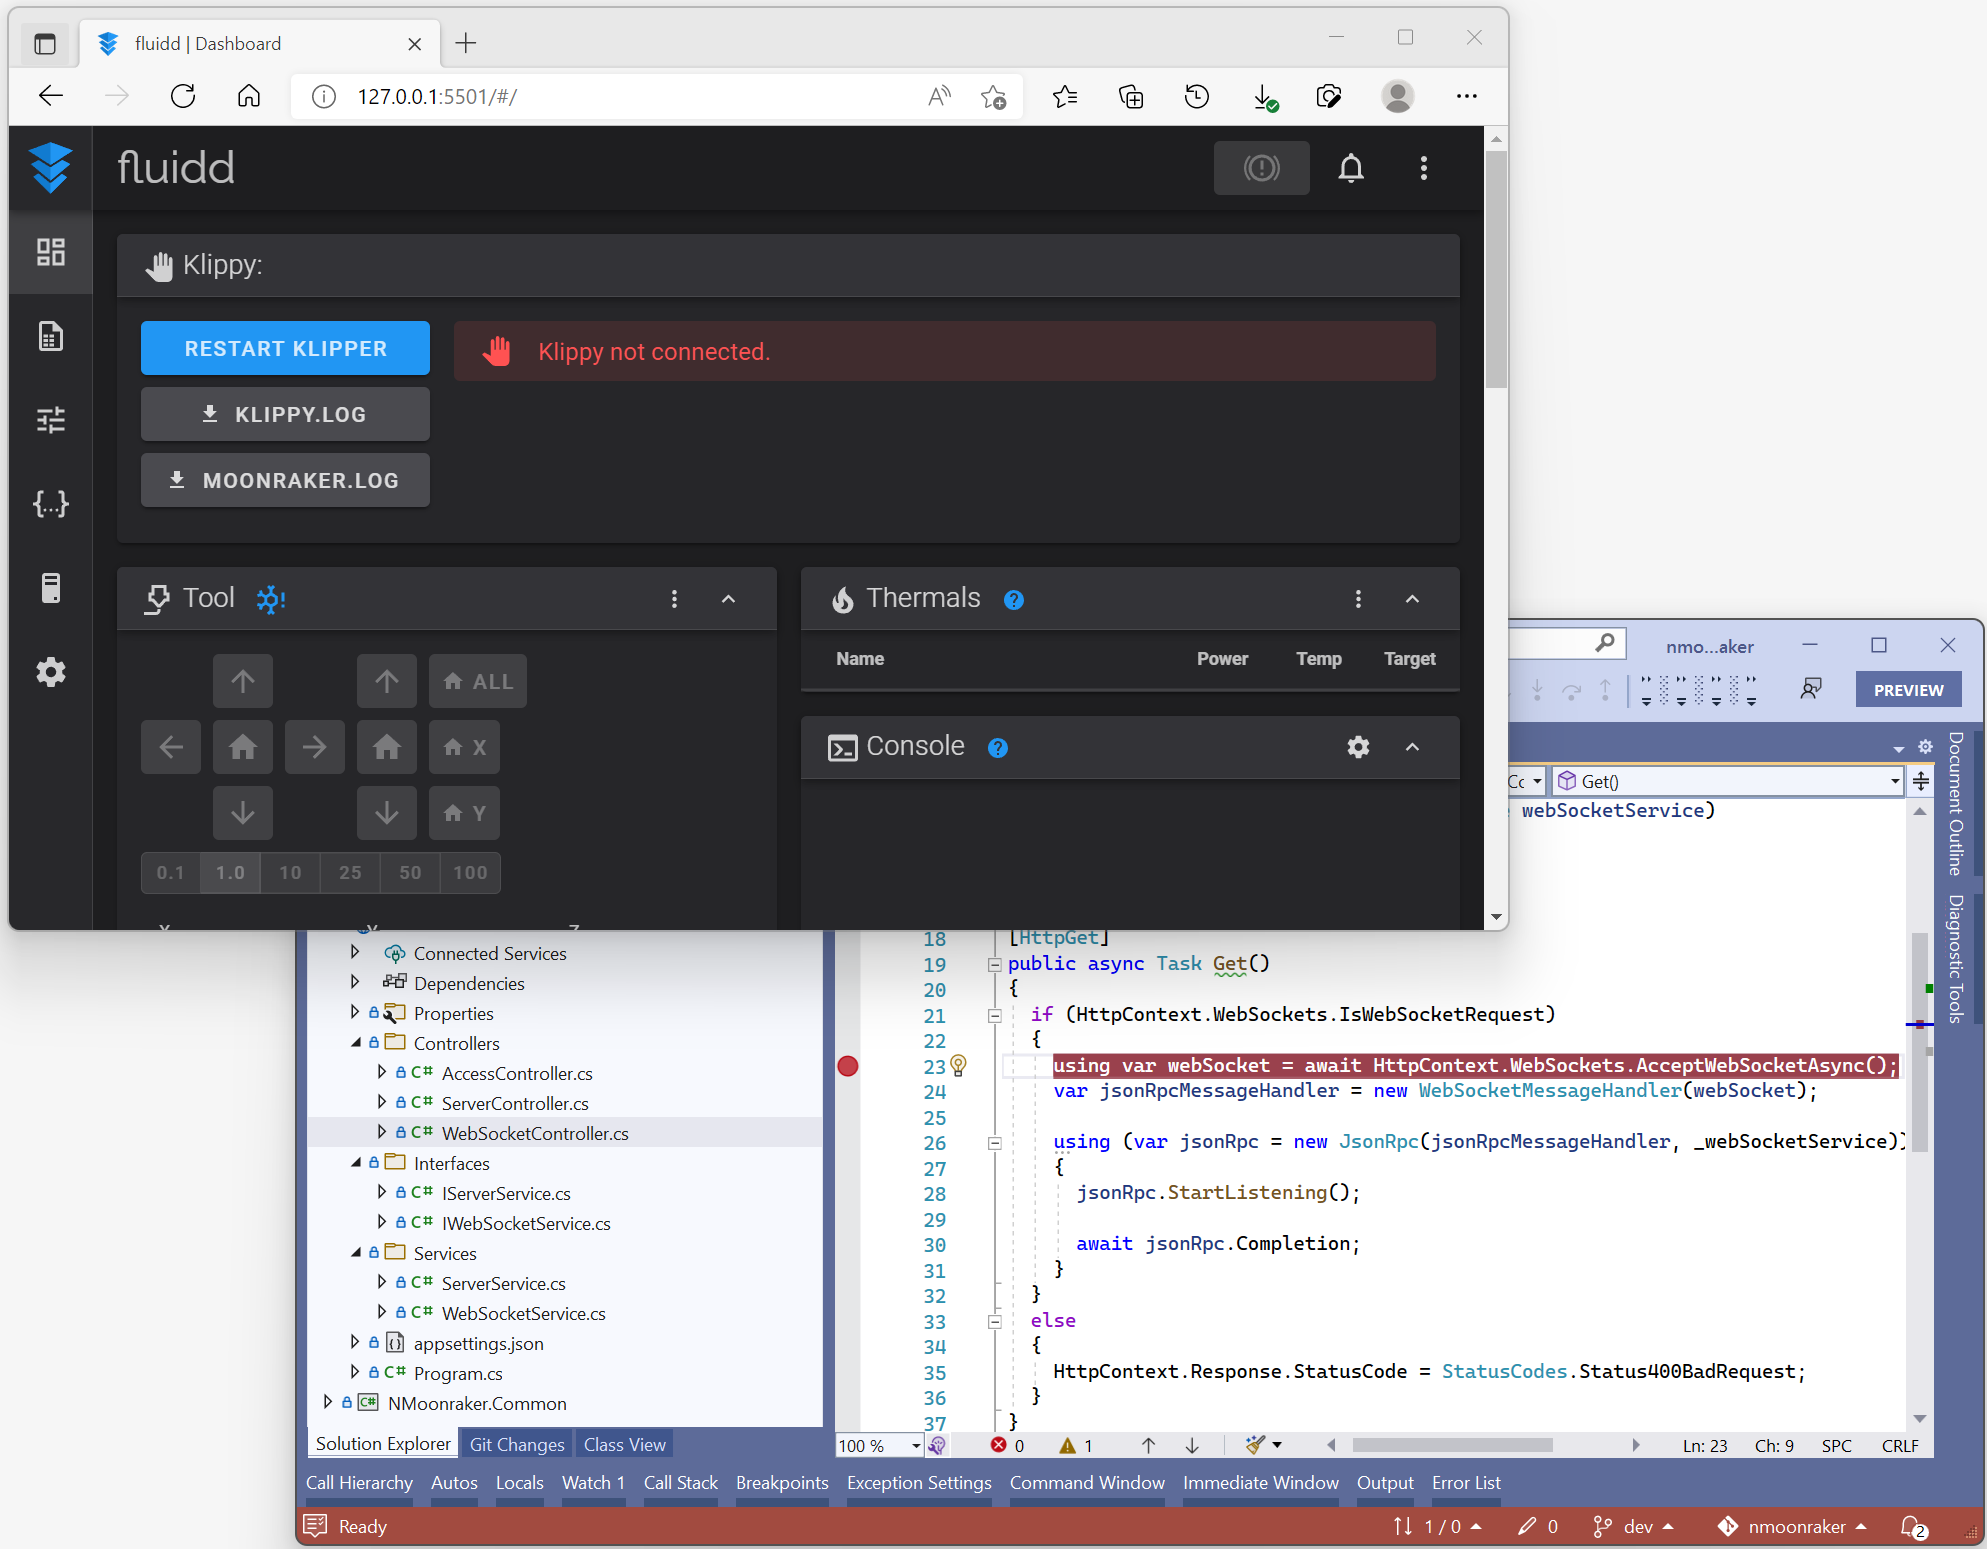 fluidd | Dashboard
127.0.0.1:5501/#/
fluidd
Klippy:
RESTART KLIPPER
Klippy not connected.
KLIPPY.LOG
MOONRAKER.LOG
Tool
ALL
X
Y
0.1 1.0 10 25 50 100
Thermals
Name Power Temp Target
Console
nmo...aker
PREVIEW
Get()
Document Outline
Diagnostic Tools
webSocketService)
18 [HttpGet]
19 public async Task Get()
20 {
21 if (HttpContext.WebSockets.IsWebSocketRequest)
22 {
23 using var webSocket = await HttpContext.WebSockets.AcceptWebSocketAsync();
24 var jsonRpcMessageHandler = new WebSocketMessageHandler(webSocket);
25
26 using (var jsonRpc = new JsonRpc(jsonRpcMessageHandler, _webSocketService))
27 {
28 jsonRpc.StartListening();
29
30 await jsonRpc.Completion;
31 }
32 }
33 else
34 {
35 HttpContext.Response.StatusCode = StatusCodes.Status400BadRequest;
36 }
37 }
Connected Services
Dependencies
Properties
Controllers
C# AccessController.cs
C# ServerController.cs
C# WebSocketController.cs
Interfaces
C# IServerService.cs
C# IWebSocketService.cs
Services
C# ServerService.cs
C# WebSocketService.cs
appsettings.json
C# Program.cs
C# NMoonraker.Common
Solution Explorer Git Changes Class View
100 % 0 1 Ln: 23 Ch: 9 SPC CRLF
Call Hierarchy Autos Locals Watch 1 Call Stack Breakpoints Exception Settings Command Window Immediate Window Output Error List
Ready 1 / 0 0 dev nmoonraker 2